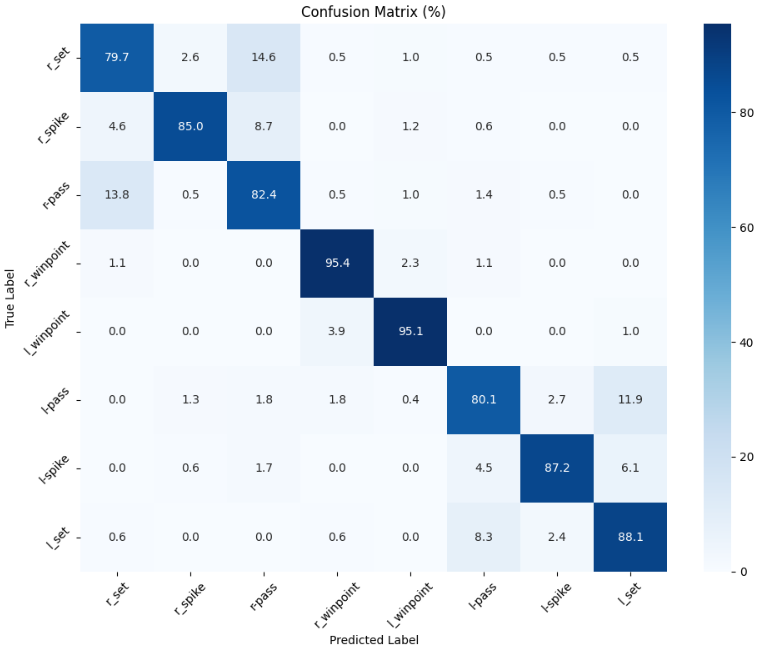 Confusion Matrix (%)
r_set 79.7 2.6 14.6 0.5 1.0 0.5 0.5 0.5
r_spike 4.6 85.0 8.7 0.0 1.2 0.6 0.0 0.0
r-pass 13.8 0.5 82.4 0.5 1.0 1.4 0.5 0.0
r_winpoint 1.1 0.0 0.0 95.4 2.3 1.1 0.0 0.0
l_winpoint 0.0 0.0 0.0 3.9 95.1 0.0 0.0 1.0
l-pass 0.0 1.3 1.8 1.8 0.4 80.1 2.7 11.9
l-spike 0.0 0.6 1.7 0.0 0.0 4.5 87.2 6.1
l_set 0.6 0.0 0.0 0.6 0.0 8.3 2.4 88.1
r_set r_spike r-pass r_winpoint l_winpoint l-pass l-spike l_set
Predicted Label
True Label
80
60
40
20
0